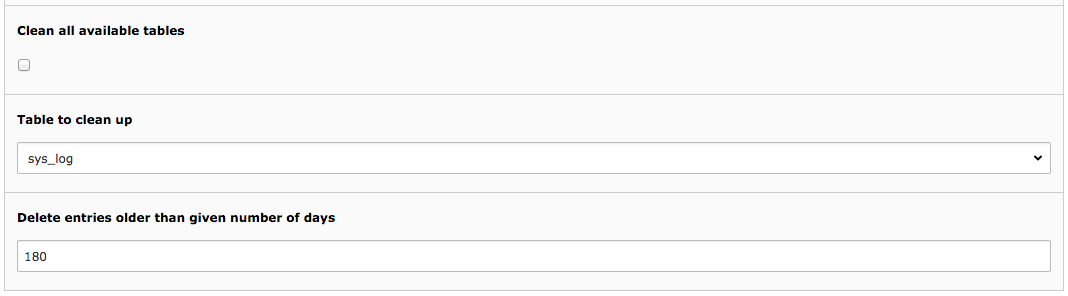 Clean all available tables
Table to clean up
sys_log
Delete entries older than given number of days
180